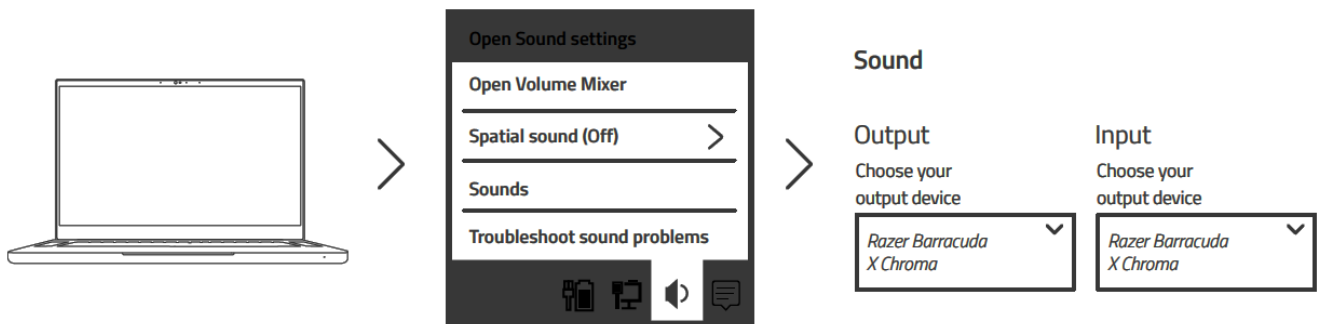 Open Sound settings
Open Volume Mixer
Spatial sound (Off)
Sounds
Troubleshoot sound problems
Sound
Output
Choose your
output device
Razer Barracuda
X Chroma
Input
Choose your
output device
Razer Barracuda
X Chroma